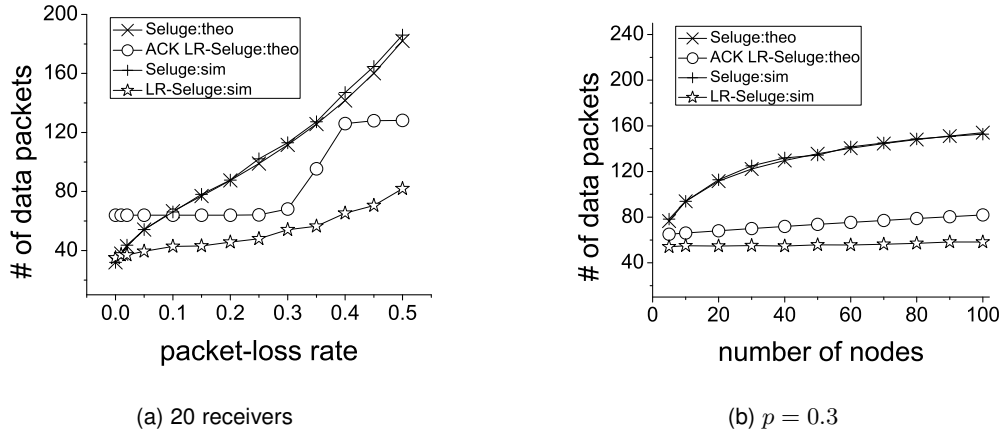 200
160
120
80
40
# of data packets
Seluge:theo
ACK LR-Seluge:theo
Seluge:sim
LR-Seluge:sim
0.0 0.1 0.2 0.3 0.4 0.5
packet-loss rate
(a) 20 receivers
240
200
160
120
80
40
# of data packets
Seluge:theo
ACK LR-Seluge:theo
Seluge:sim
LR-Seluge:sim
0 20 40 60 80 100
number of nodes
(b) p = 0.3